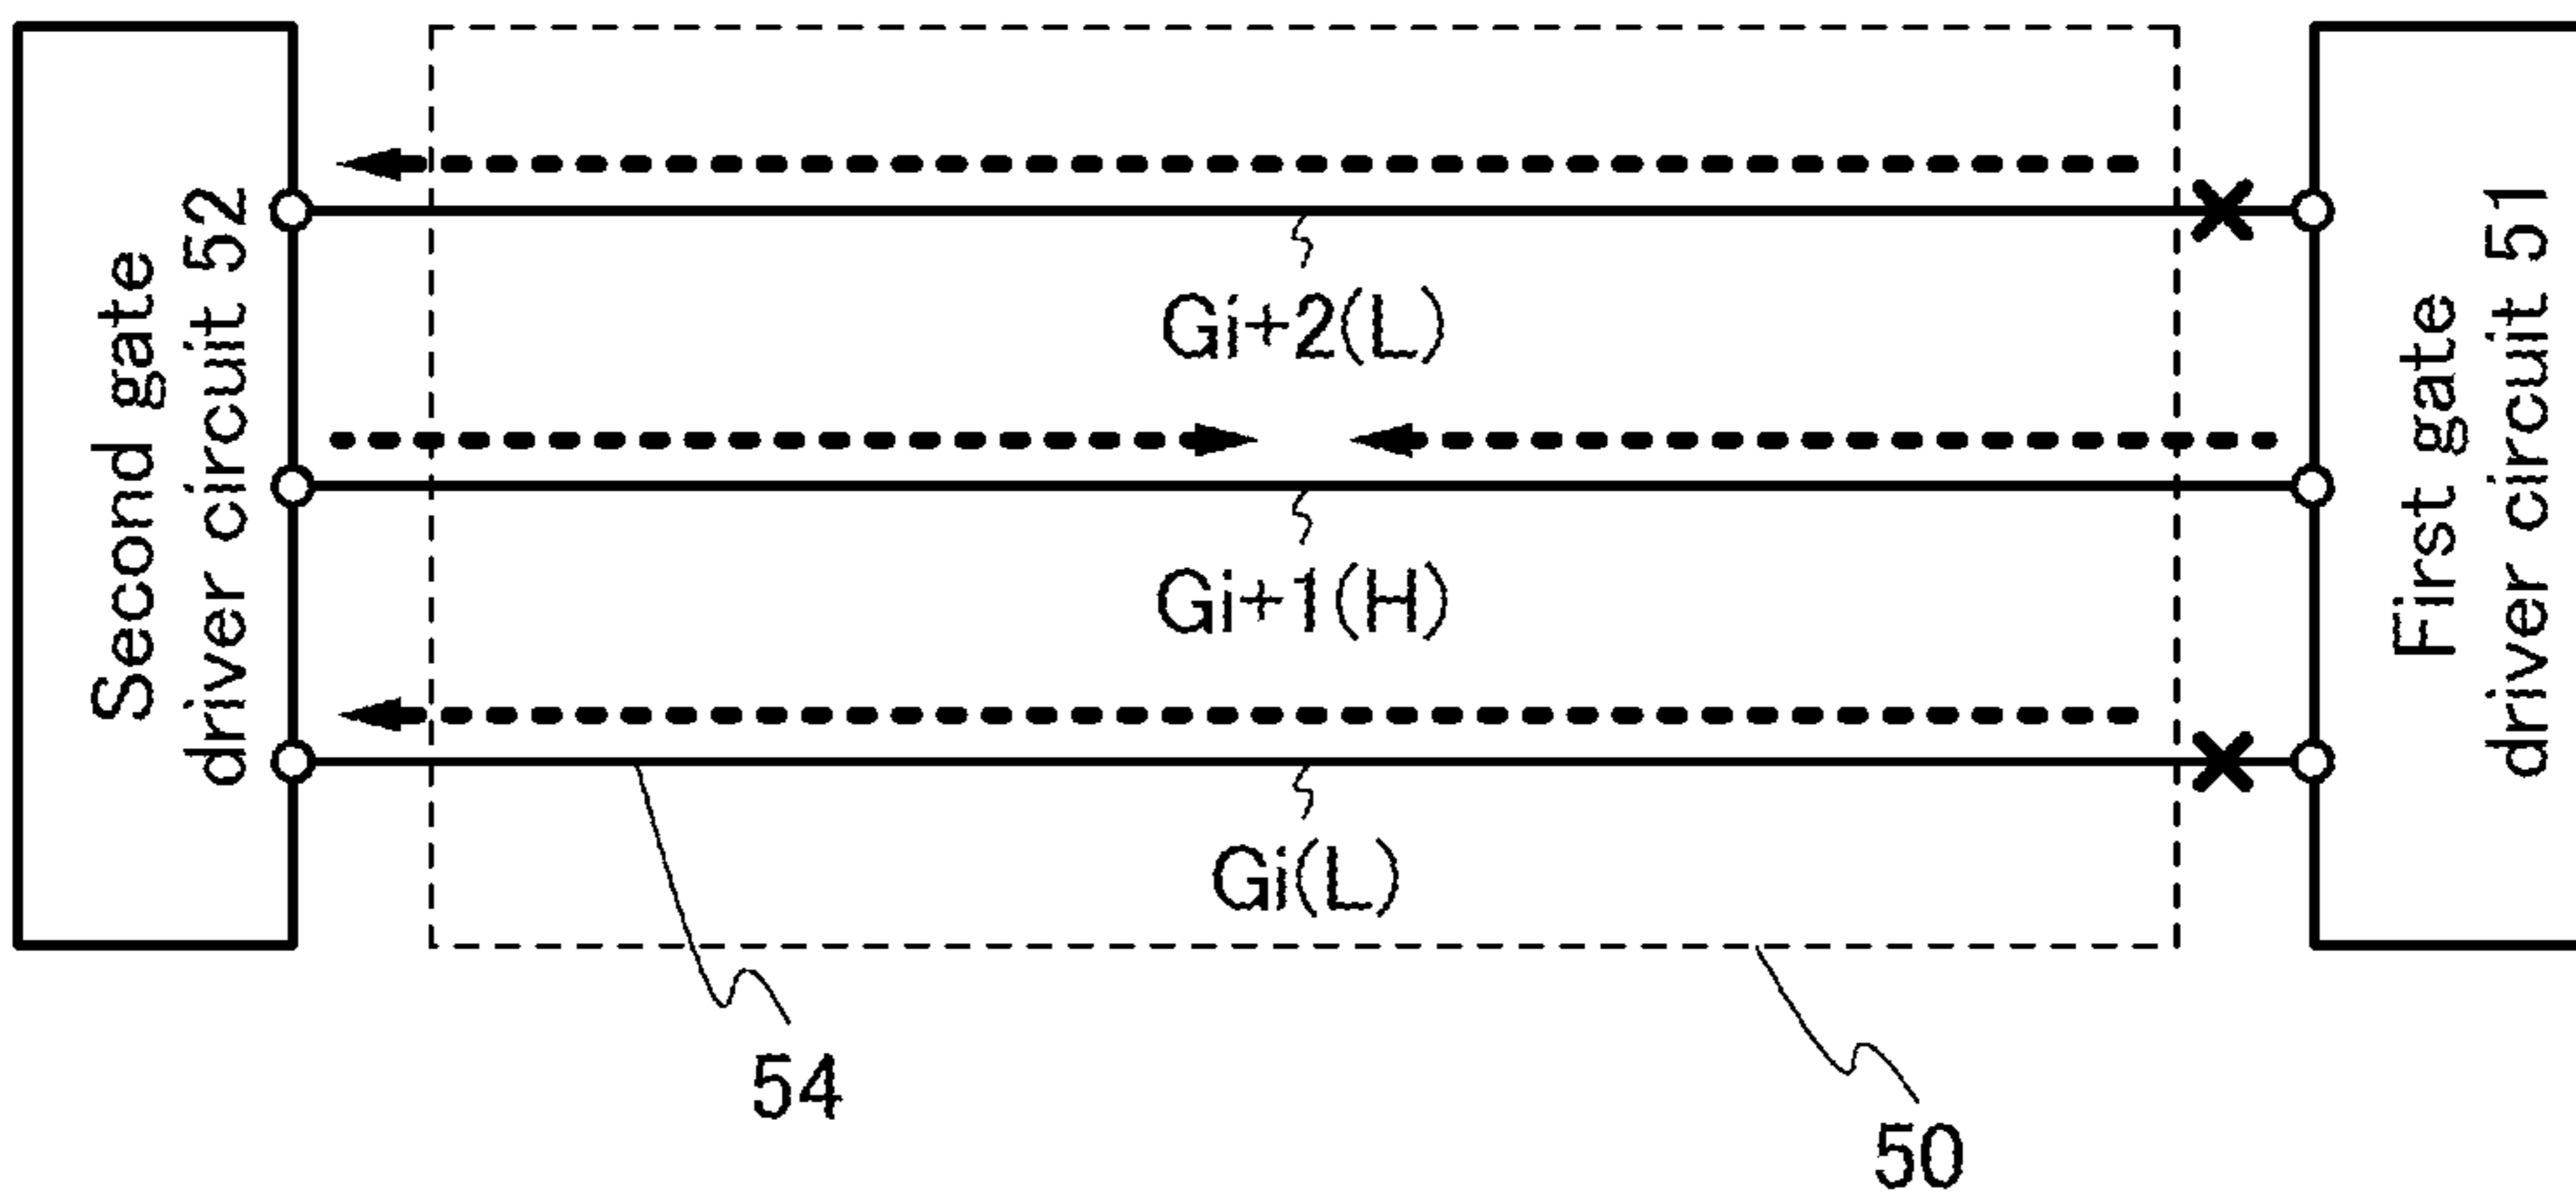 Second gate
driver circuit 52
Gi+2(L)
Gi+1(H)
Gi(L)
First gate
driver circuit 51
54
50